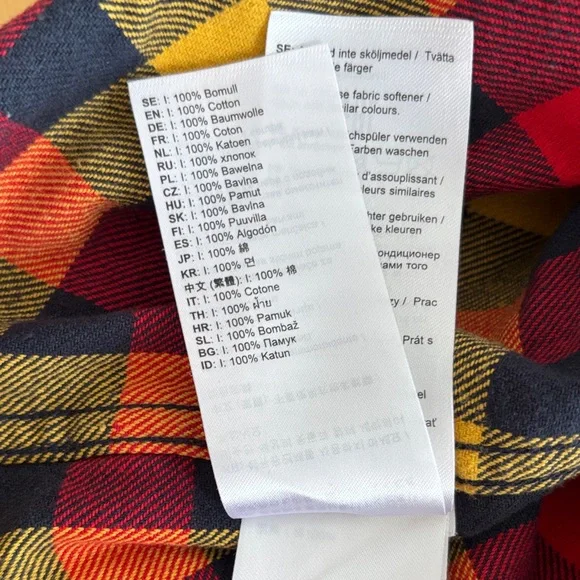 SE: I: 100% Bomull
EN: I: 100% Cotton
DE: I: 100% Baumwolle
FR: I: 100% Coton
NL: I: 100% Katoen
RU: I: 100% хлопок
PL: I: 100% Bawełna
CZ: I: 100% Bavlna
HU: I: 100% Pamut
SK: I: 100% Bavlna
FI: I: 100% Puuvilla
ES: I: 100% Algodón
JP: I: 100% 綿
KR: I: 100% 면
中文 (繁體): I: 100% 棉
IT: I: 100% Cotone
TH: I: 100% ฝ้าย
HR: I: 100% Pamuk
SL: I: 100% Bombaž
BG: I: 100% Памук
ID: I: 100% Katun
SE: inte sköljmedel / Tvätta
färger
fabric softener /
colours.
verwenden
Farben waschen
d'assouplissant /
similaires
gebruiken /
kleuren
того
/ Prac
/ Prát s